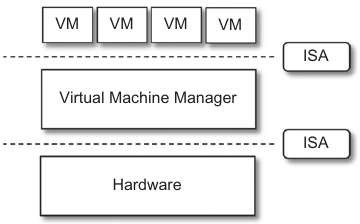 VM VM VM VM
ISA
Virtual Machine Manager
ISA
Hardware